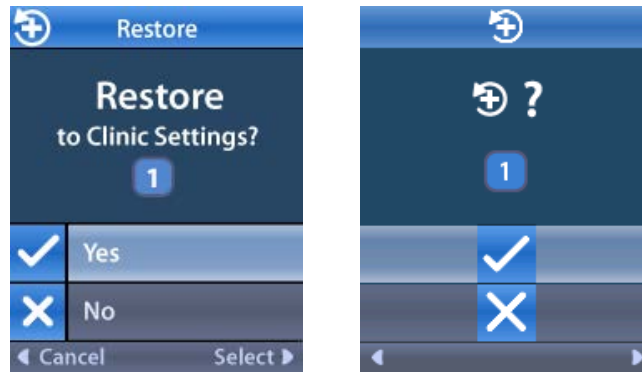 Restore
Restore
to Clinic Settings?
1
Yes
No
Cancel Select
?
1